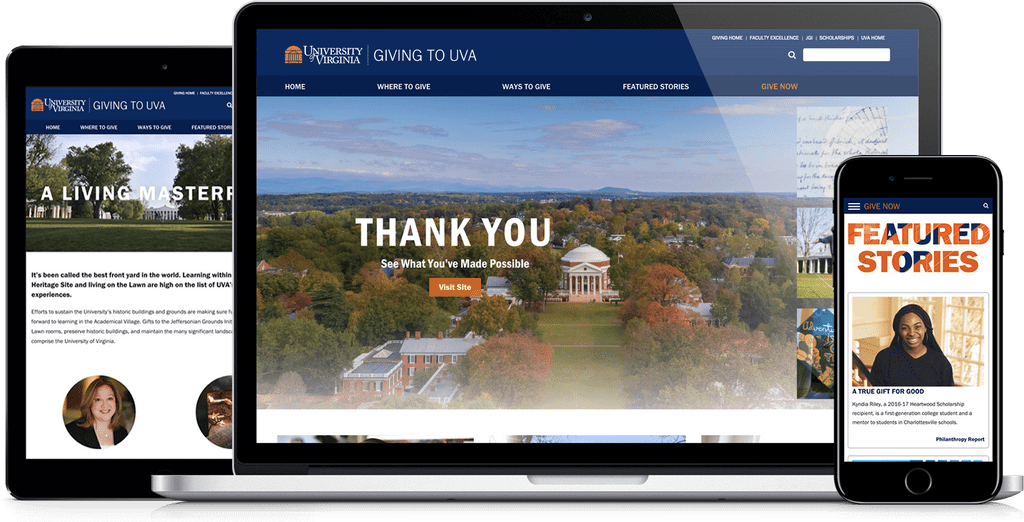 UNIVERSITY of VIRGINIA GIVING TO UVA
GIVING HOME | FACULTY EXCELLENCE
HOME WHERE TO GIVE WAYS TO GIVE FEATURED
A LIVING
It's been called the best front yard in the world. Learning within
Heritage Site and living on the Lawn are high on the list of UVA's
experiences.
Efforts to sustain the University's historic buildings and grounds are making sure
forward to learning in the Academical Village. Gifts to the Jeffersonian Grounds
Lawn rooms, preserve historic buildings, and maintain the many significant
comprise the University of Virginia.
GIVING HOME | FACULTY EXCELLENCE | JGI | SCHOLARSHIPS | UVA HOME
UNIVERSITY of VIRGINIA GIVING TO UVA
HOME WHERE TO GIVE WAYS TO GIVE FEATURED STORIES GIVE NOW
THANK YOU
See What You've Made Possible
Visit Site
GIVE NOW
FEATURED
STORIES
A TRUE GIFT FOR GOOD
Kyndia Riley, a 2016-17 Heartwood Scholarship
recipient, is a first-generation college student and a
mentor to students in Charlottesville schools.
Philanthropy Report